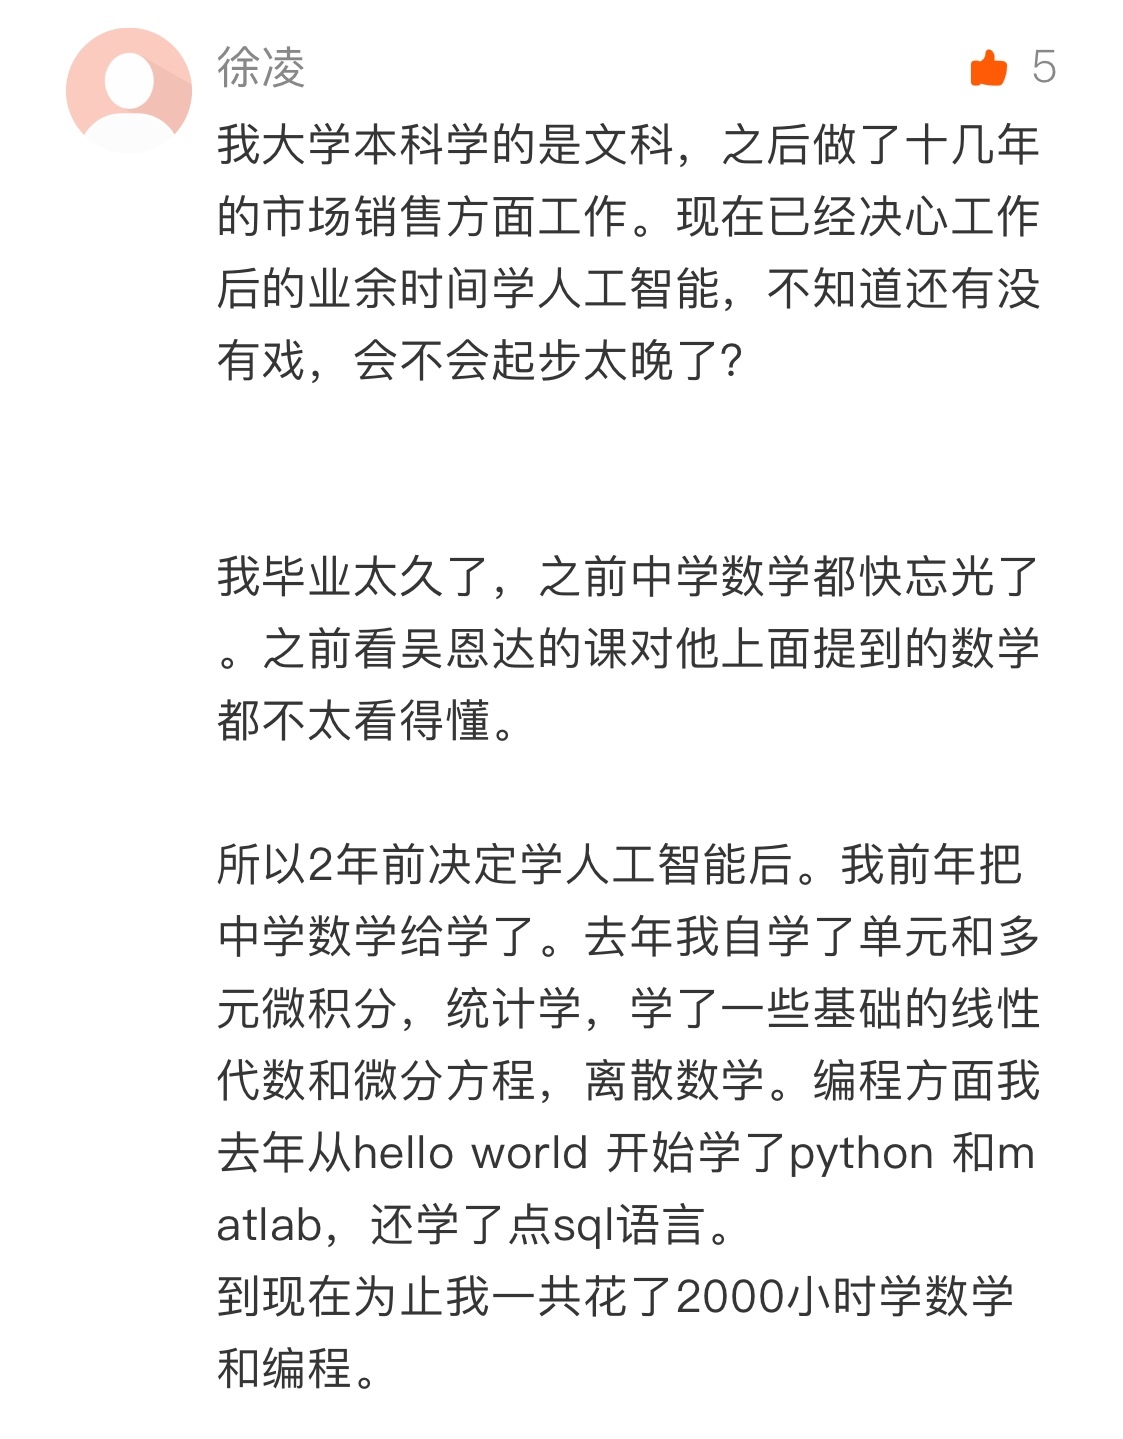 徐凌
5
我大学本科学的是文科，之后做了十几年
的市场销售方面工作。现在已经决心工作
后的业余时间学人工智能，不知道还有没
有戏，会不会起步太晚了？
我毕业太久了，之前中学数学都快忘光了
。之前看吴恩达的课对他上面提到的数学
都不太看得懂。
所以2年前决定学人工智能后。我前年把
中学数学给学了。去年我自学了单元和多
元微积分，统计学，学了一些基础的线性
代数和微分方程，离散数学。编程方面我
去年从hello world 开始学了python 和m
atlab，还学了点sql语言。
到现在为止我一共花了2000小时学数学
和编程。